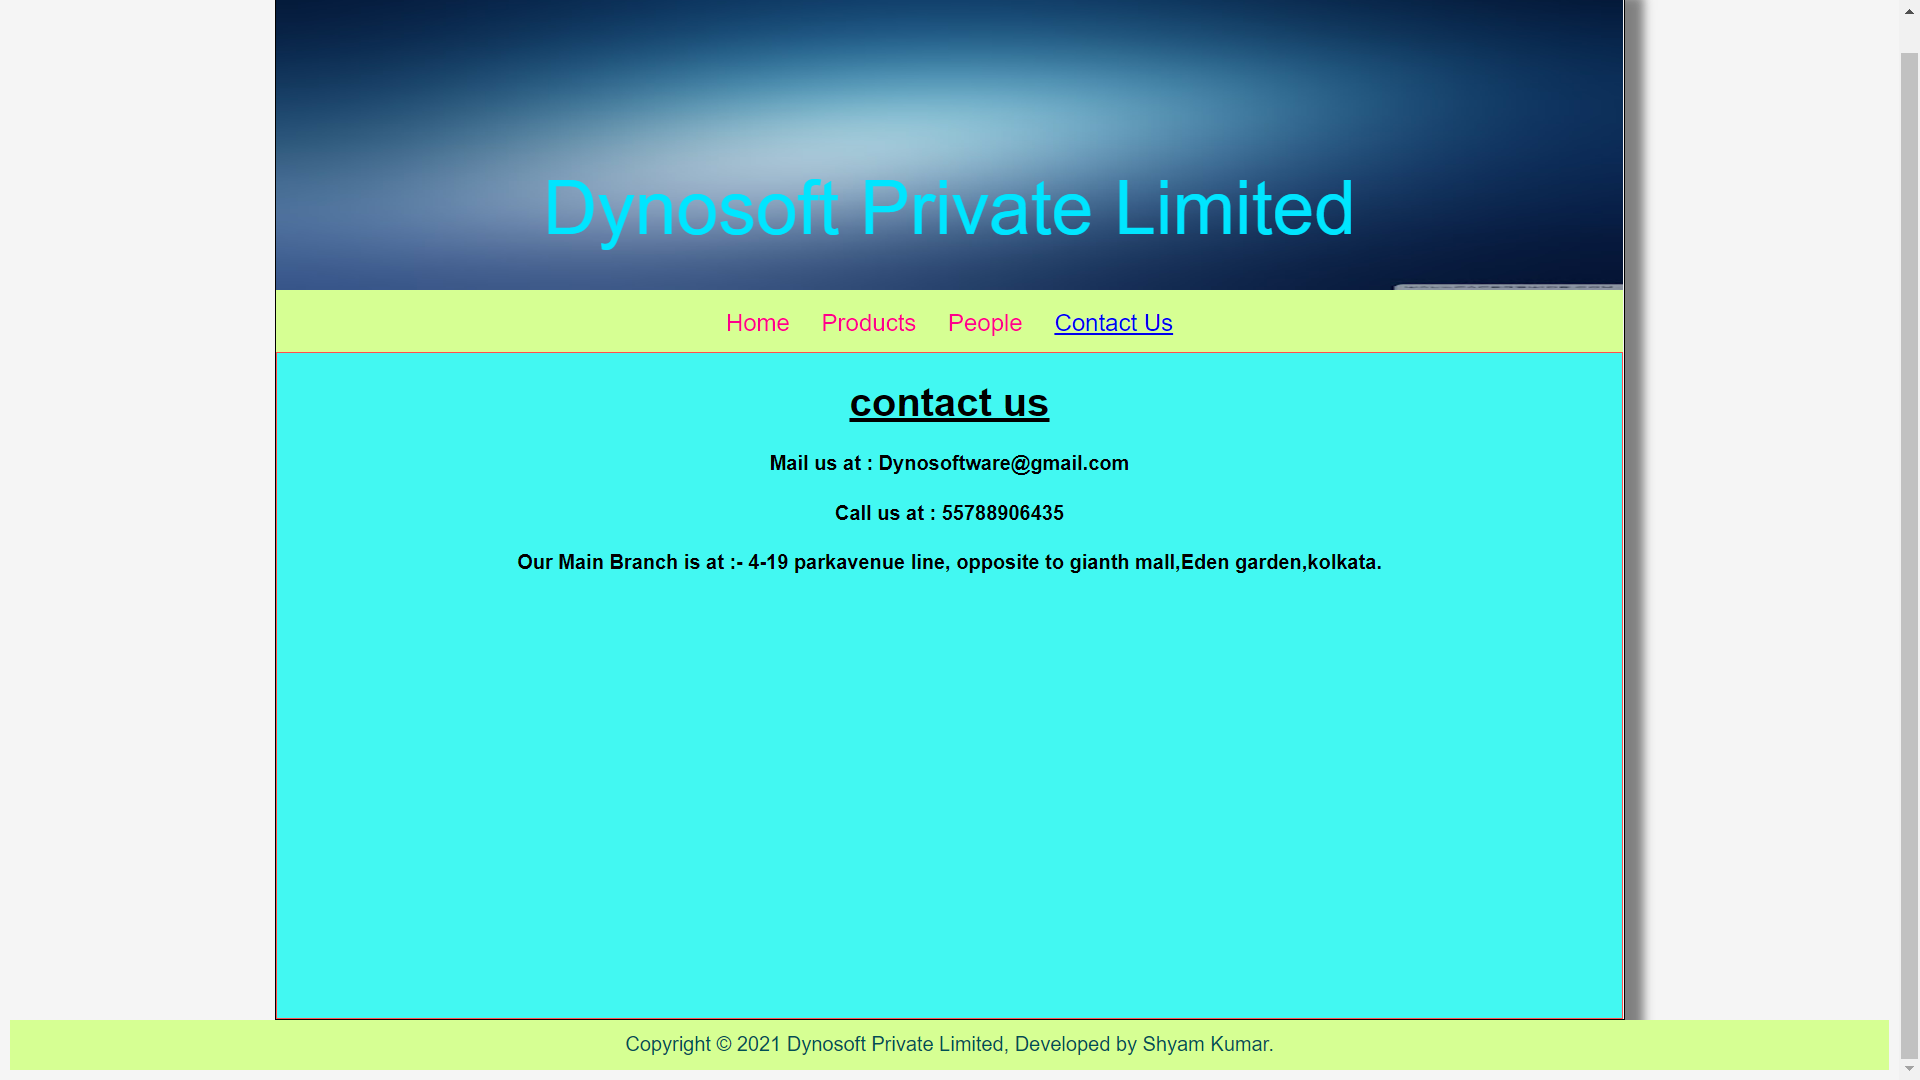 Dynosoft Private Limited
Home Products People Contact Us
contact us
Mail us at : Dynosoftware@gmail.com
Call us at : 55788906435
Our Main Branch is at :- 4-19 parkavenue line, opposite to gianth mall,Eden garden,kolkata.
Copyright © 2021 Dynosoft Private Limited, Developed by Shyam Kumar.